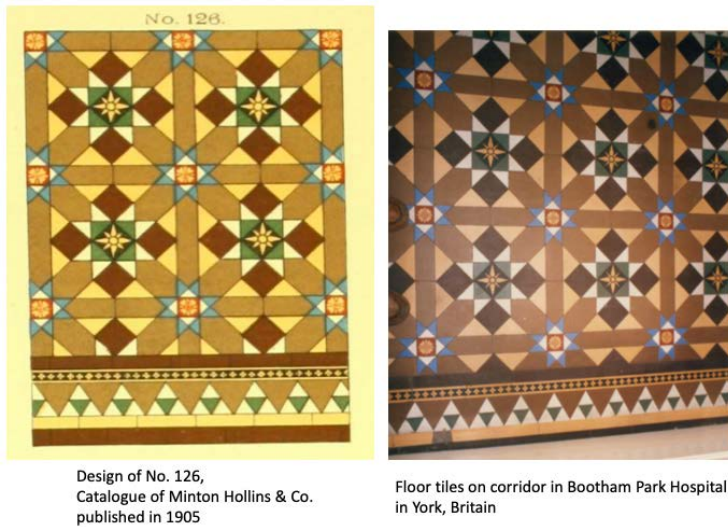 No. 126.
Design of No. 126,
Catalogue of Minton Hollins & Co.
published in 1905
Floor tiles on corridor in Bootham Park Hospital
in York, Britain